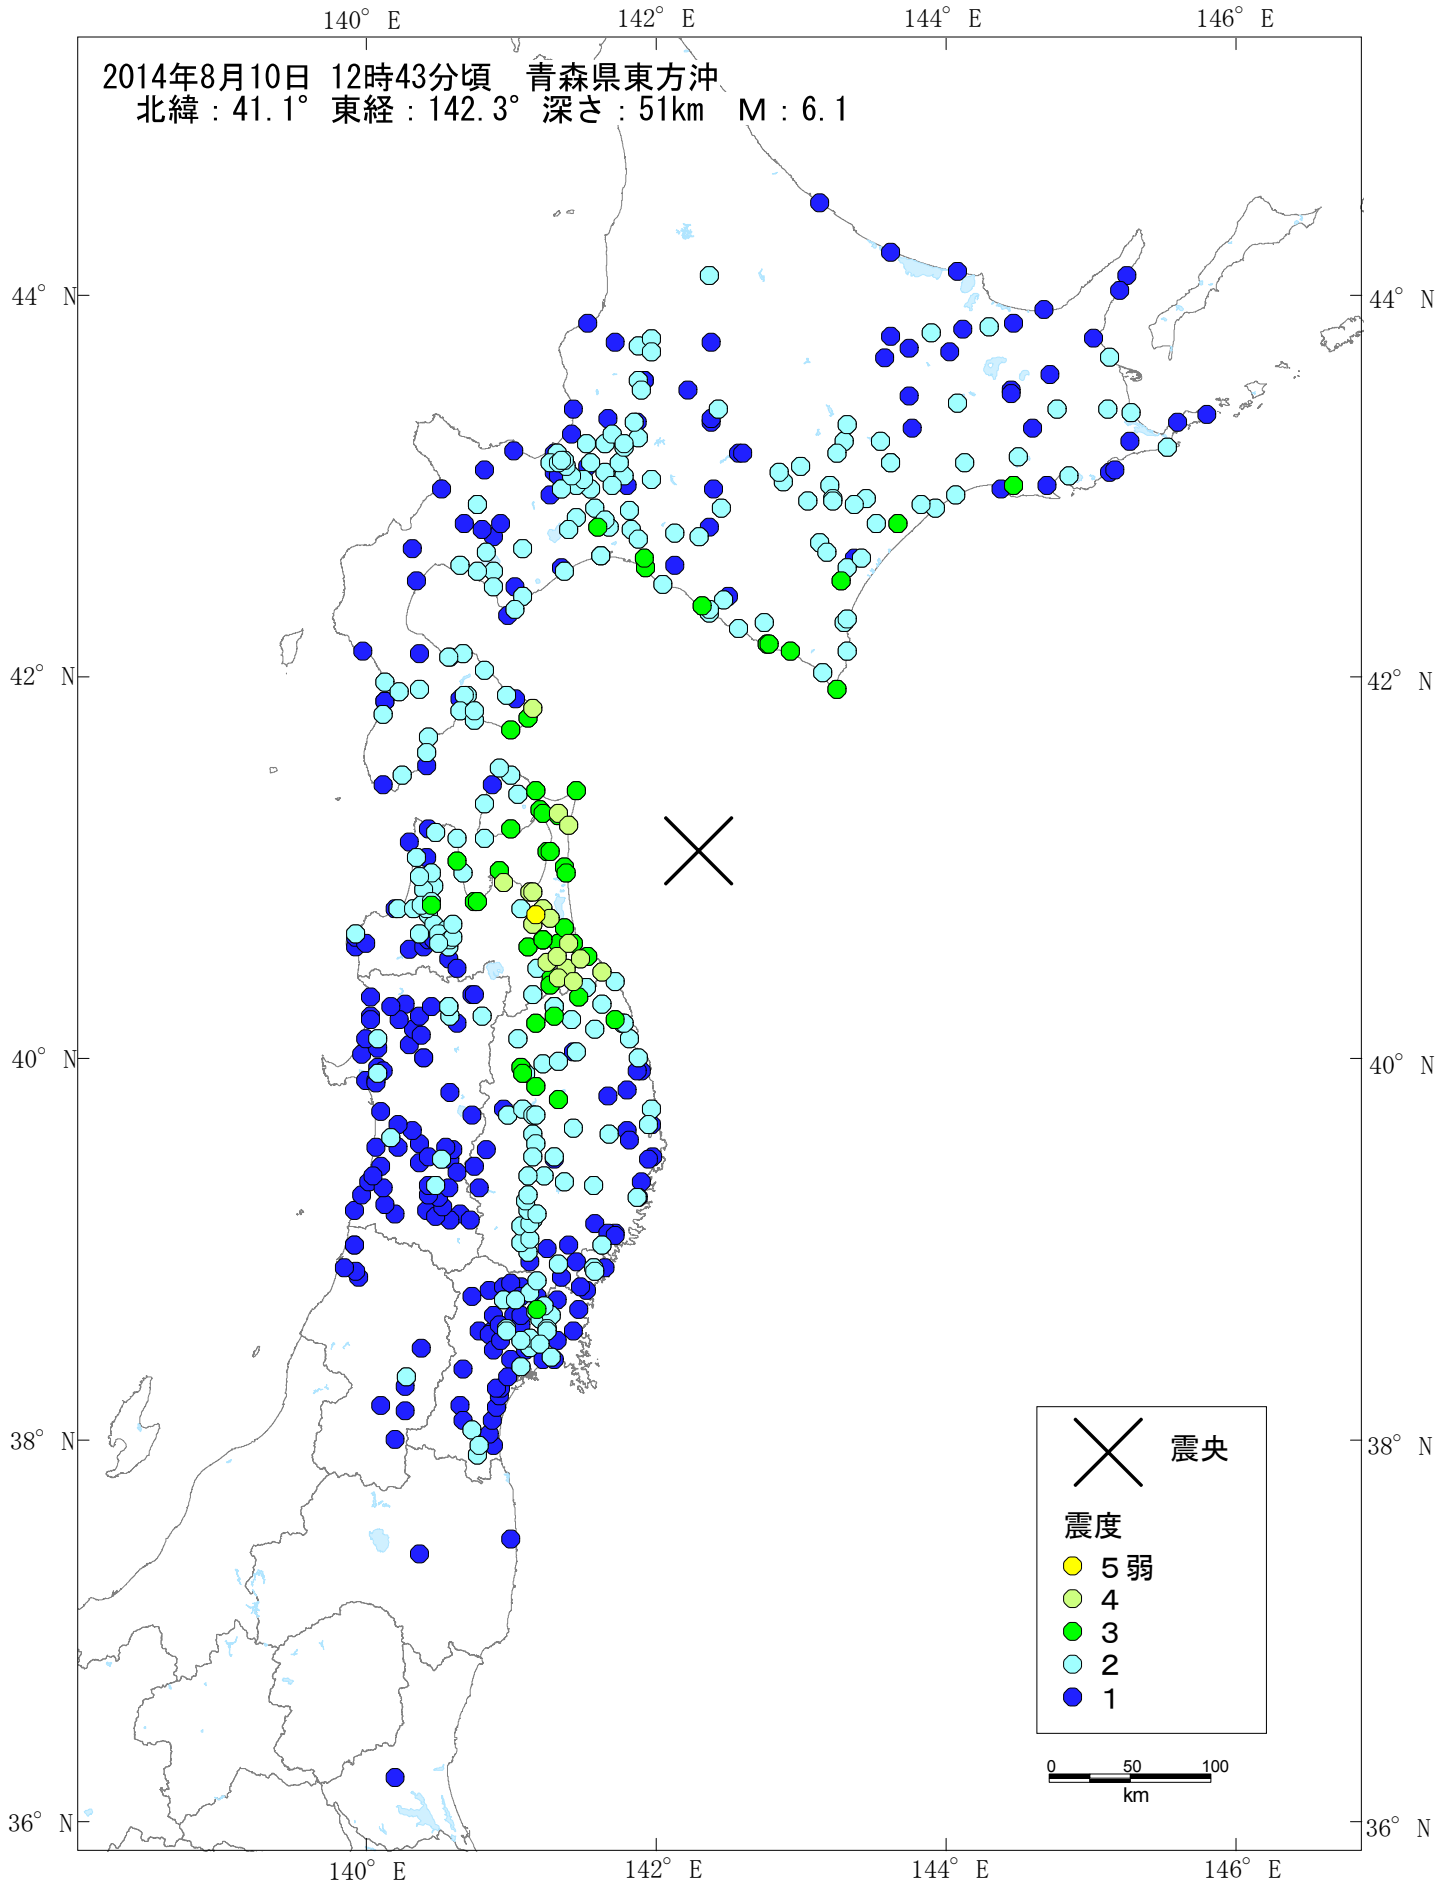 140° E 142° E 144° E 146° E
2014年8月10日 12時43分頃 青森県東方沖
北緯：41.1° 東経：142.3° 深さ：51km Ｍ：6.1
44° N 44° N
42° N 42° N
40° N 40° N
38° N 38° N
震央
震度
５弱
４
３
２
１
0 50 100
km
36° N 36° N
140° E 142° E 144° E 146° E